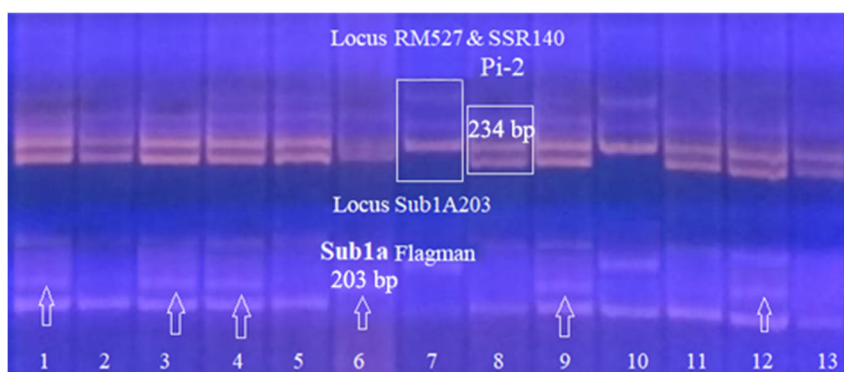 Locus RM527 & SSR140
Pi-2
234 bp
Locus Sub1A203
Sub1a Flagman
203 bp
1 2 3 4 5 6 7 8 9 10 11 12 13